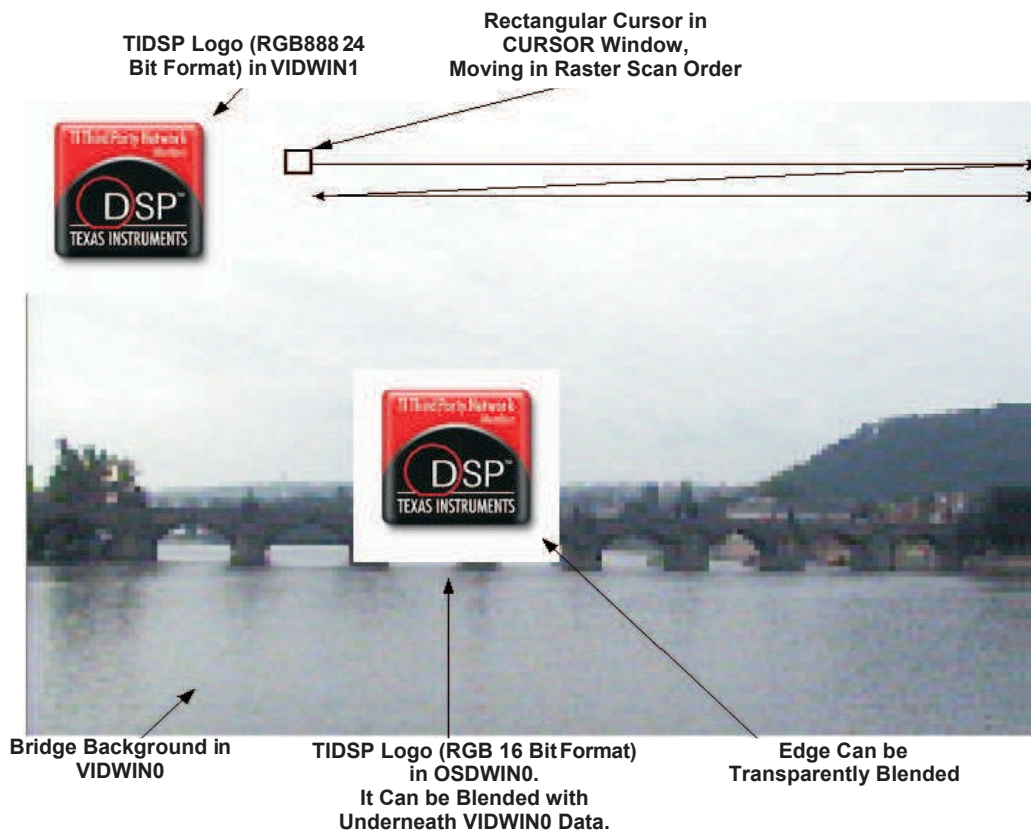 TIDSP Logo (RGB888 24
Bit Format) in VIDWIN1
Rectangular Cursor in
CURSOR Window,
Moving in Raster Scan Order
TI Third Party Network
Member
DSP™
TEXAS INSTRUMENTS
TI Third Party Network
Member
DSP™
TEXAS INSTRUMENTS
Bridge Background in
VIDWIN0
TIDSP Logo (RGB 16 Bit Format)
in OSDWIN0.
It Can be Blended with
Underneath VIDWIN0 Data.
Edge Can be
Transparently Blended